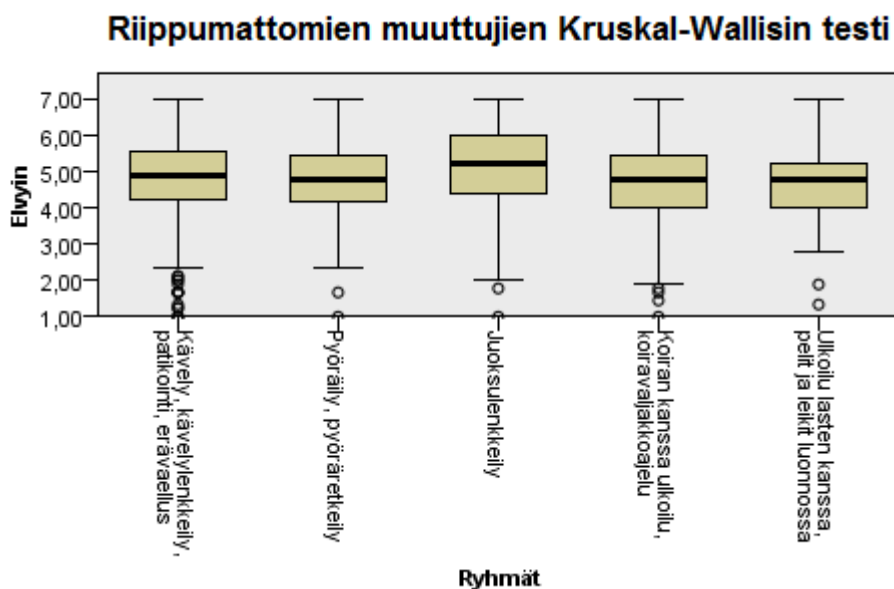 Riippumattomien muuttujien Kruskal-Wallisin testi
Elvyin
7,00
6,00
5,00
4,00
3,00
2,00
1,00
Kävely, kävelylenkkeily,
patikointi, erävaellus
Pyöräily, pyöräretkeily
Juoksulenkkeily
Koiran kanssa ulkoilu,
koiravaljakkoajelu
Ulkoilu lasten kanssa,
pelit ja leikit luonnossa
Ryhmät